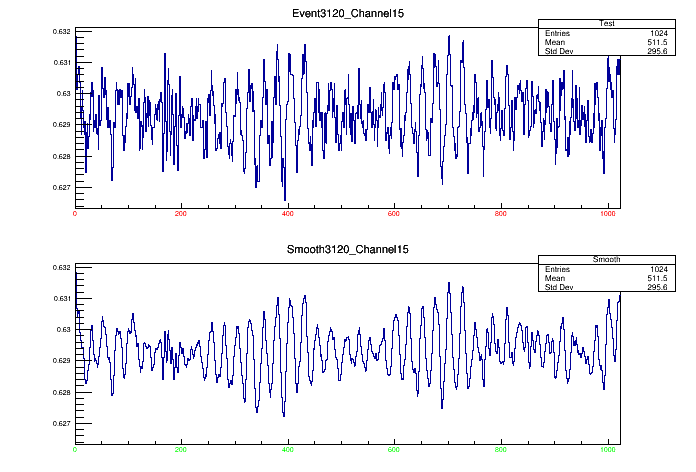 Event3120_Channel15
Test
Entries 1024
Mean 511.5
Std Dev 295.6
0.632
0.631
0.63
0.629
0.628
0.627
0 200 400 600 800 1000
Smooth3120_Channel15
Smooth
Entries 1024
Mean 511.5
Std Dev 295.6
0.632
0.631
0.63
0.629
0.628
0.627
0 200 400 600 800 1000